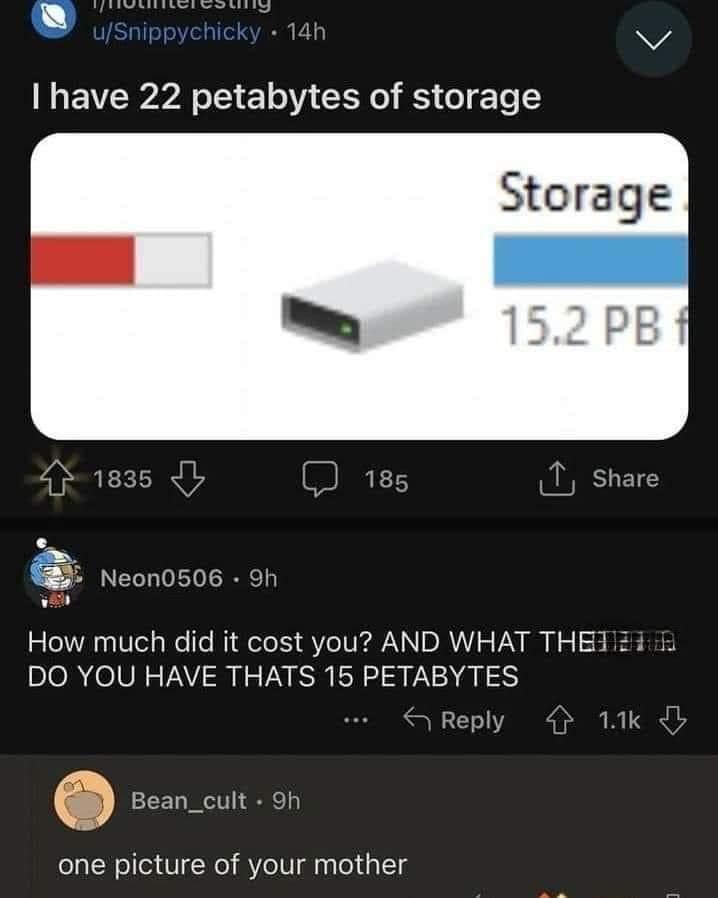 u/Snippychicky • 14h
I have 22 petabytes of storage
Storage
15.2 PB f
1835
185
Share
Neon0506 • 9h
How much did it cost you? AND WHAT THE
DO YOU HAVE THATS 15 PETABYTES
... Reply 1.1k
Bean_cult • 9h
one picture of your mother